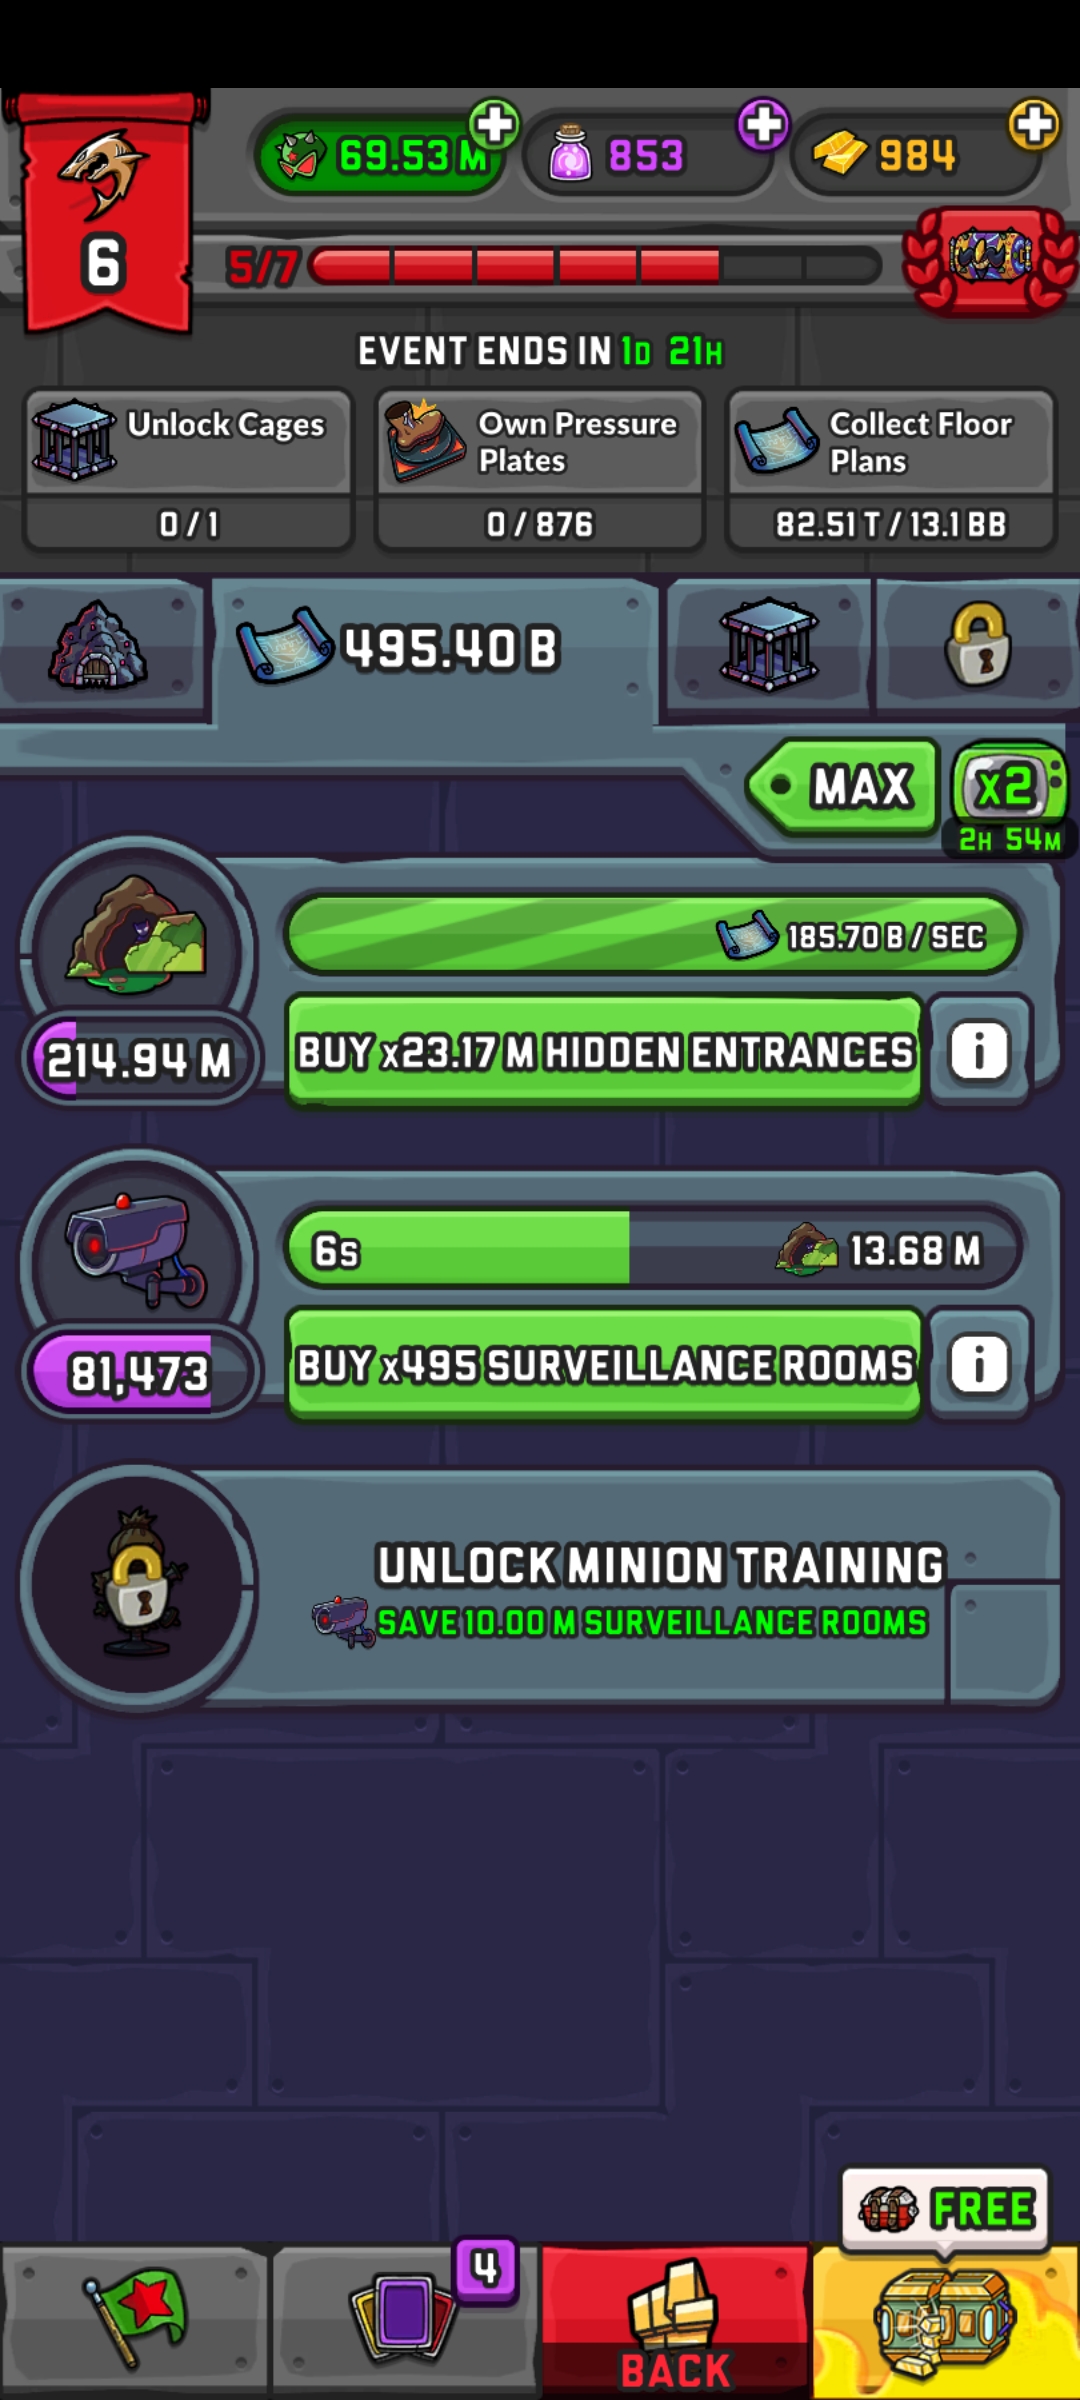 69.53 M
853
984
6
5/7
EVENT ENDS IN 1D 21H
Unlock Cages
0 / 1
Own Pressure
Plates
0 / 876
Collect Floor
Plans
82.51 T / 13.1 BB
495.40 B
MAX
x2
2H 54M
185.70 B / SEC
214.94 M
BUY x23.17 M HIDDEN ENTRANCES
i
6s
13.68 M
81,473
BUY x495 SURVEILLANCE ROOMS
i
UNLOCK MINION TRAINING
SAVE 10.00 M SURVEILLANCE ROOMS
FREE
4
BACK